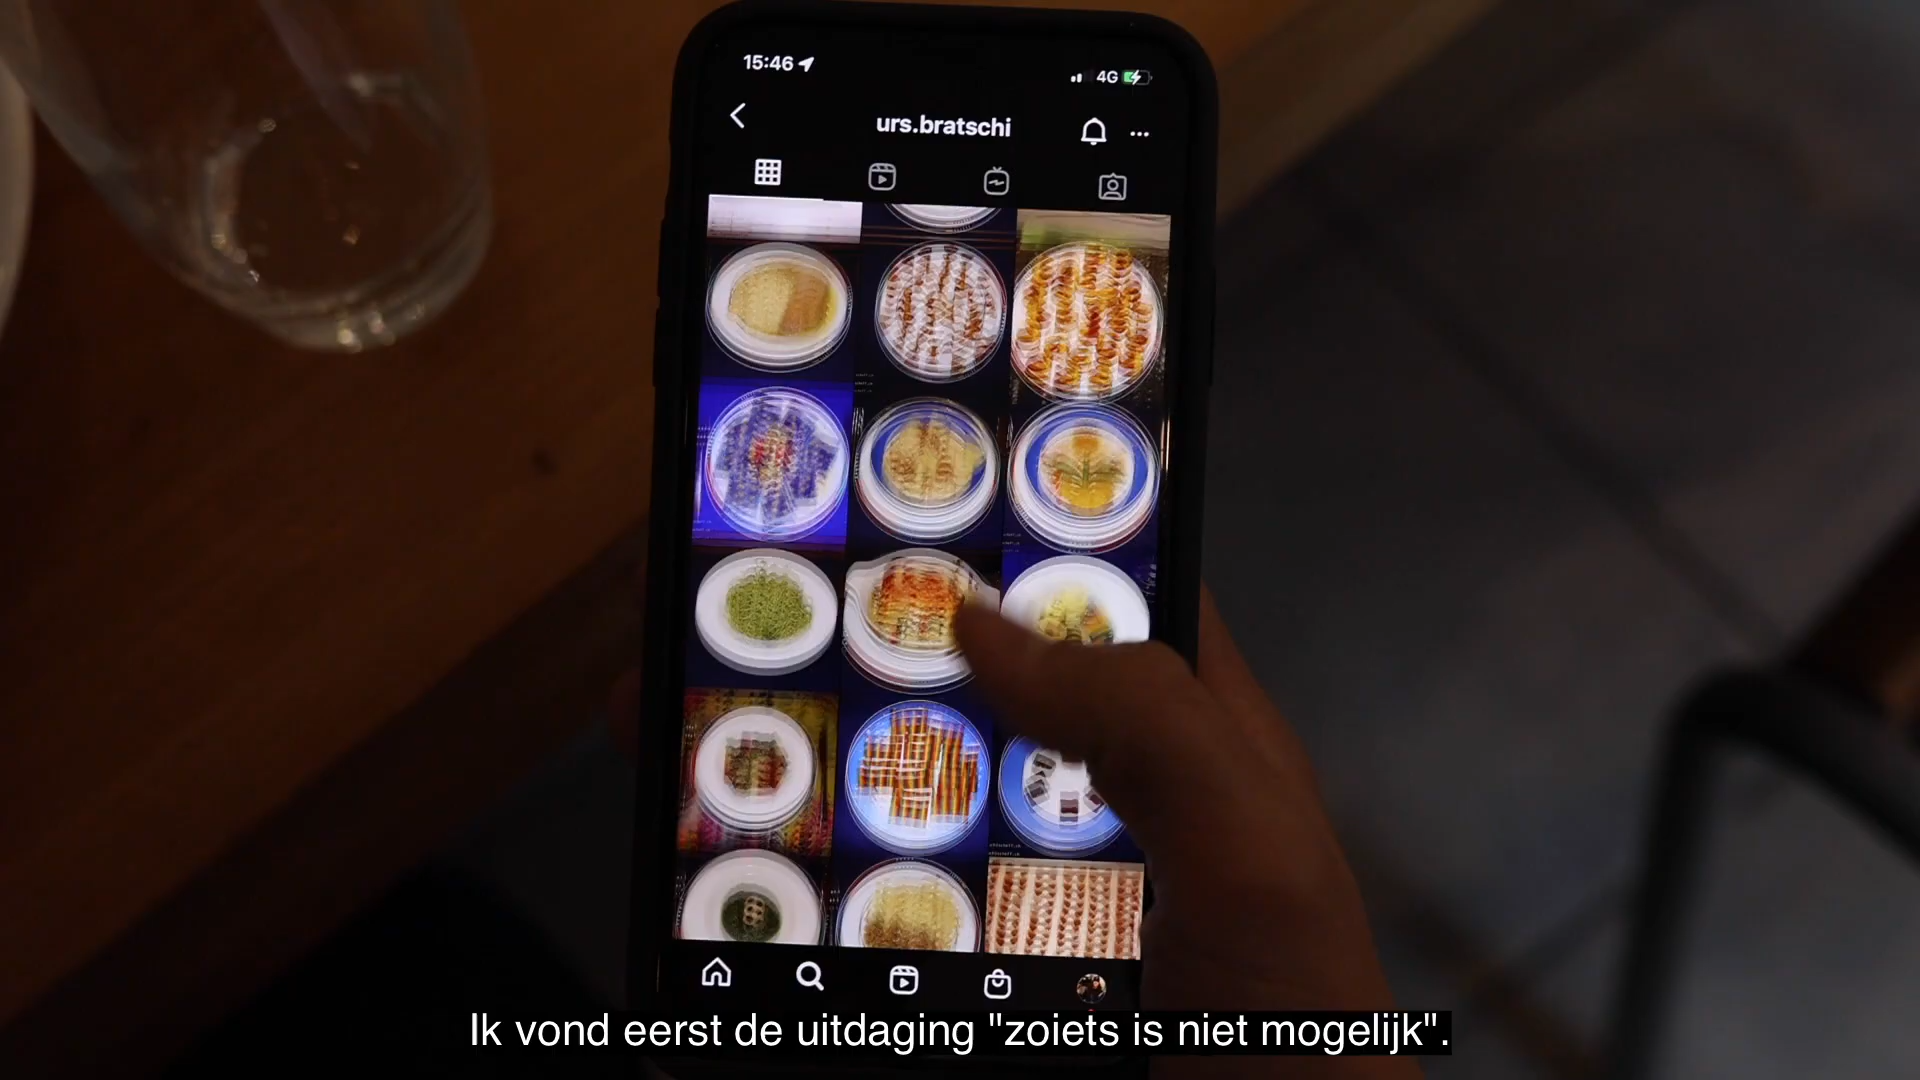 15:46
4G
urs.bratschi
Ik vond eerst de uitdaging "zoiets is niet mogelijk".